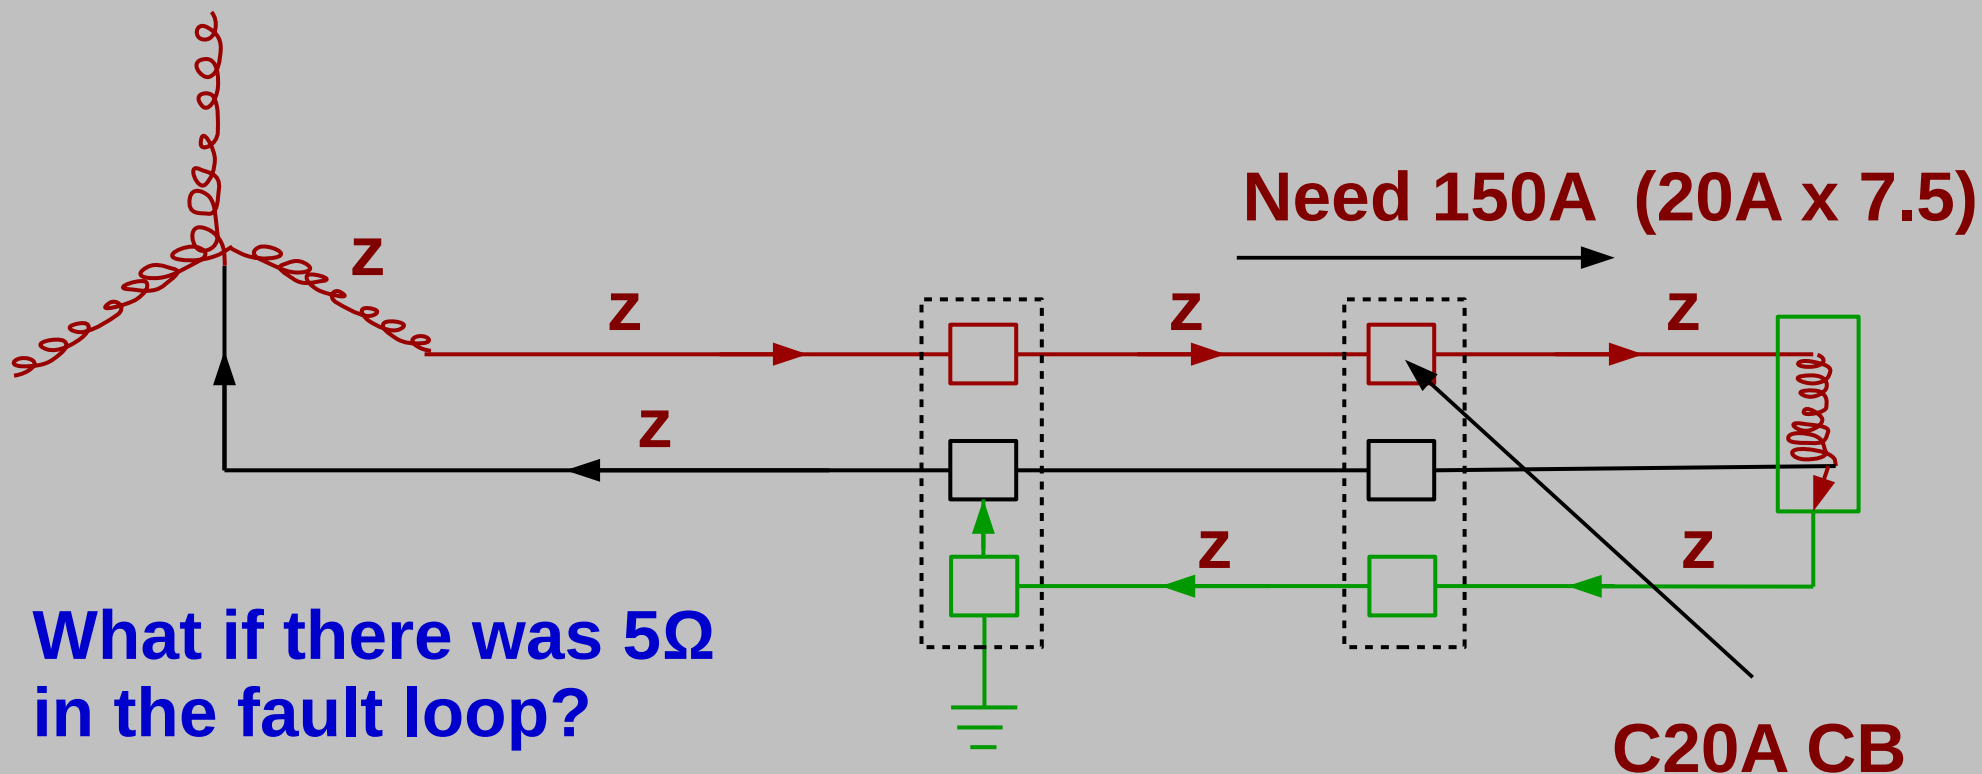 Need 150A (20A x 7.5)
z
z
z
z
z
z
z
What if there was 5Ω
in the fault loop?
C20A CB